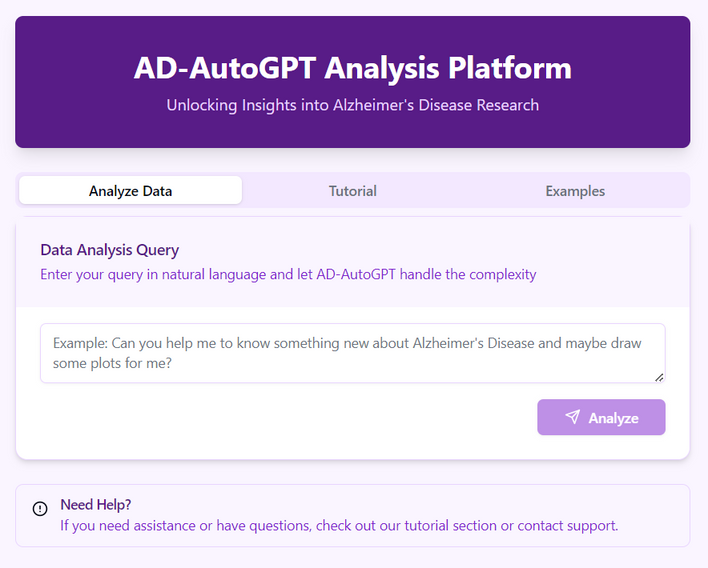 AD-AutoGPT Analysis Platform
Unlocking Insights into Alzheimer's Disease Research
Analyze Data
Tutorial
Examples
Data Analysis Query
Enter your query in natural language and let AD-AutoGPT handle the complexity
Example: Can you help me to know something new about Alzheimer's Disease and maybe draw
some plots for me?
Analyze
Need Help?
If you need assistance or have questions, check out our tutorial section or contact support.